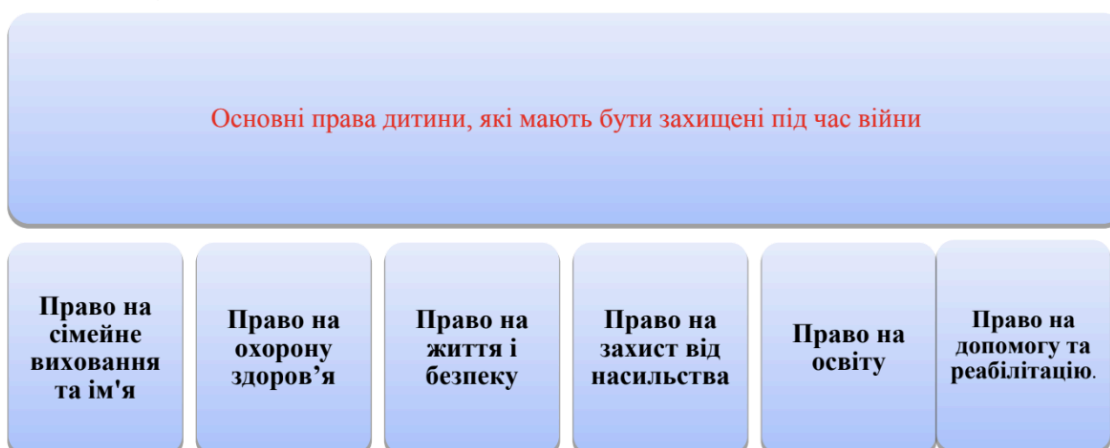 Основні права дитини, які мають бути захищені під час війни
Право на
сімейне
виховання
та ім'я
Право на
охорону
здоров’я
Право на
життя і
безпеку
Право на
захист від
насильства
Право на
освіту
Право на
допомогу та
реабілітацію.